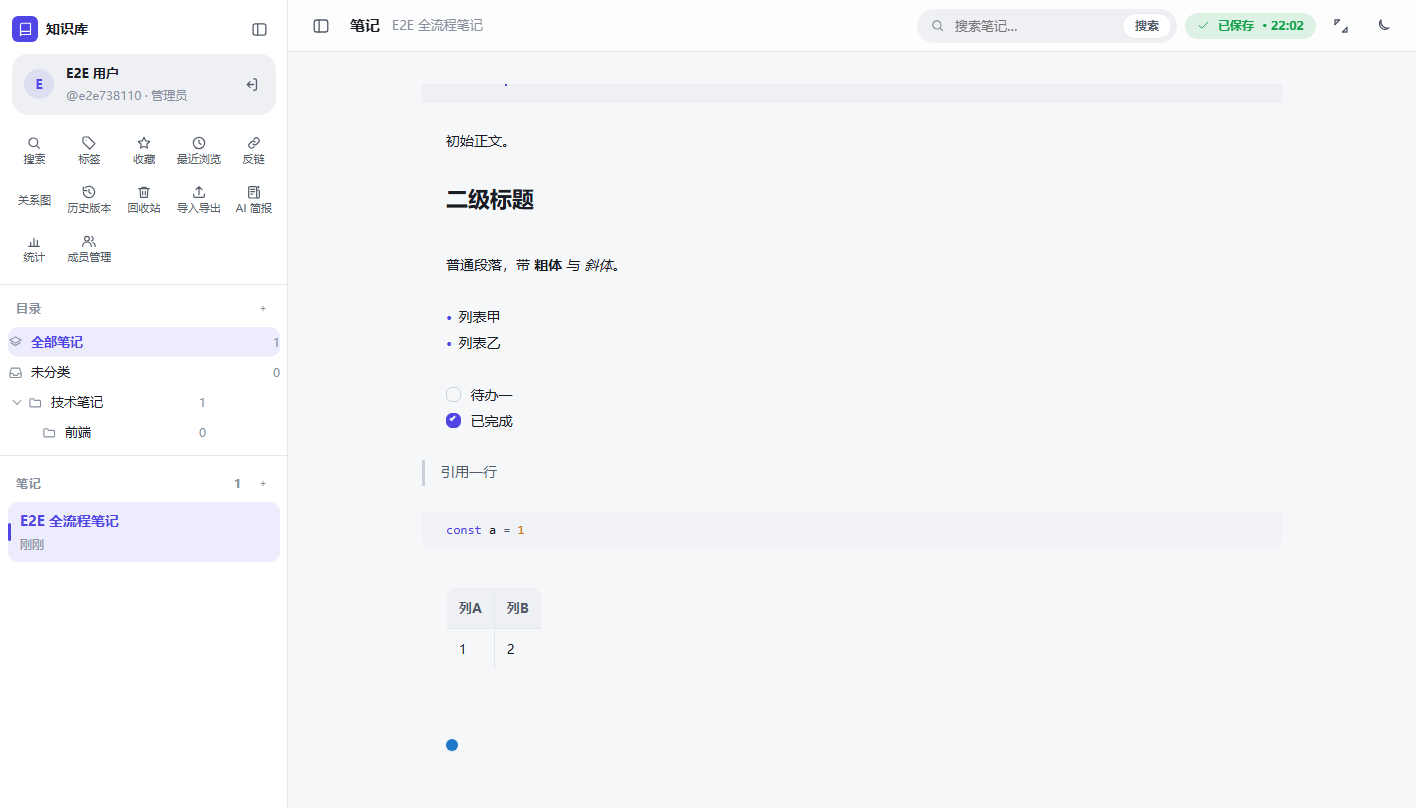 知识库
E
E2E 用户
@e2e738110 · 管理员
搜索 标签 收藏 最近浏览 反链
关系图 历史版本 回收站 导入导出 AI 简报
统计 成员管理
目录 +
全部笔记 1
未分类 0
技术笔记 1
前端 0
笔记 1 +
E2E 全流程笔记
刚刚
笔记 E2E 全流程笔记 搜索笔记... 搜索 已保存 • 22:02
初始正文。
二级标题
普通段落，带 粗体 与 斜体。
• 列表甲
• 列表乙
待办一
已完成
引用一行
const a = 1
列A 列B
1 2